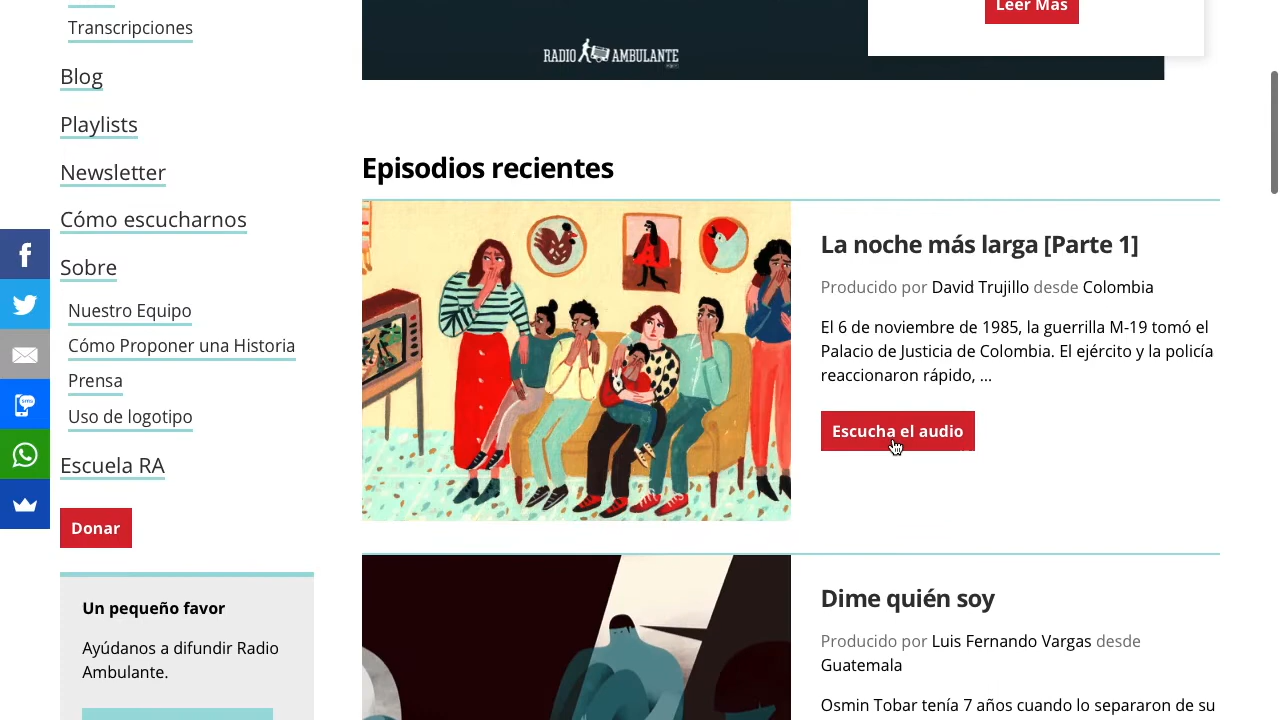 Transcripciones
Blog
Playlists
Newsletter
Cómo escucharnos
Sobre
Nuestro Equipo
Cómo Proponer una Historia
Prensa
Uso de logotipo
Escuela RA
Donar
Un pequeño favor
Ayúdanos a difundir Radio
Ambulante.
RADIO AMBULANTE
Leer Más
Episodios recientes
La noche más larga [Parte 1]
Producido por David Trujillo desde Colombia
El 6 de noviembre de 1985, la guerrilla M-19 tomó el
Palacio de Justicia de Colombia. El ejército y la policía
reaccionaron rápido, ...
Escucha el audio
Dime quién soy
Producido por Luis Fernando Vargas desde
Guatemala
Osmin Tobar tenía 7 años cuando lo separaron de su